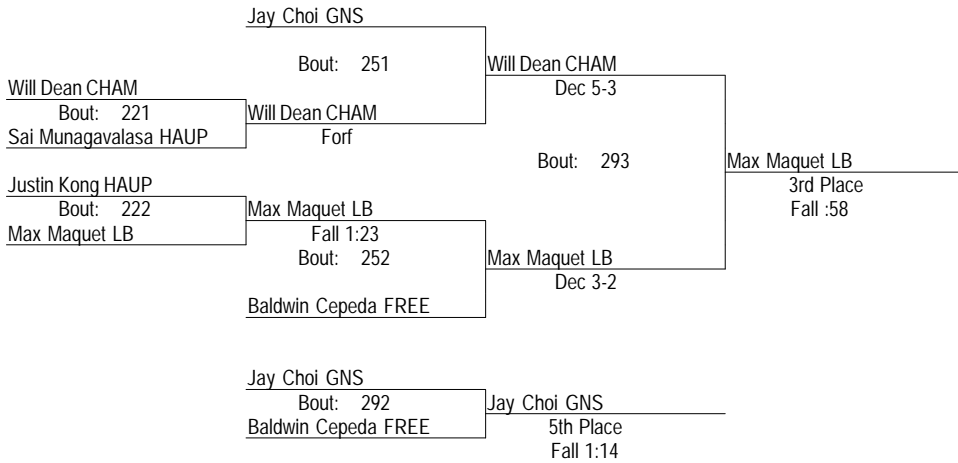 Jay Choi GNS
Bout: 251
Will Dean CHAM
Dec 5-3
Will Dean CHAM
Bout: 221
Sai Munagavalasa HAUP
Will Dean CHAM
Forf
Bout: 293
Max Maquet LB
3rd Place
Fall :58
Justin Kong HAUP
Bout: 222
Max Maquet LB
Max Maquet LB
Fall 1:23
Bout: 252
Max Maquet LB
Dec 3-2
Baldwin Cepeda FREE
Jay Choi GNS
Bout: 292
Baldwin Cepeda FREE
Jay Choi GNS
5th Place
Fall 1:14